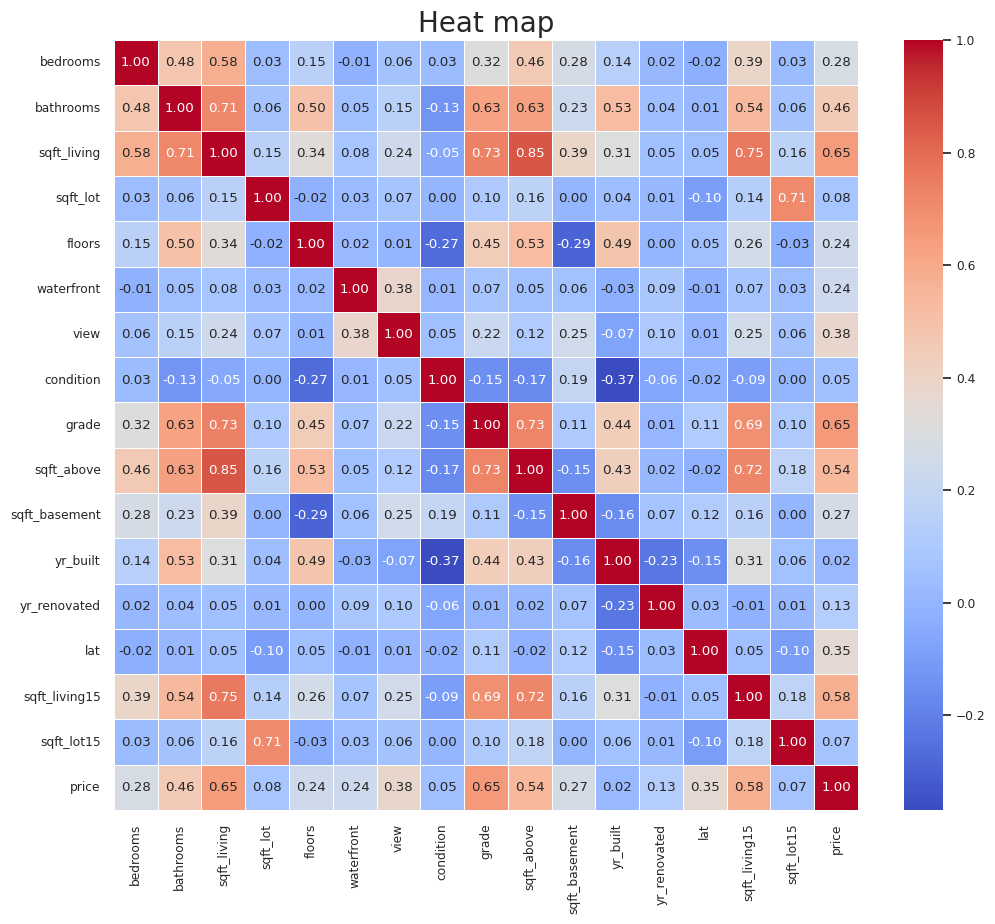 Heat map
bedrooms 1.00 0.48 0.58 0.03 0.15 -0.01 0.06 0.03 0.32 0.46 0.28 0.14 0.02 -0.02 0.39 0.03 0.28
bathrooms 0.48 1.00 0.71 0.06 0.50 0.05 0.15 -0.13 0.63 0.63 0.23 0.53 0.04 0.01 0.54 0.06 0.46
sqft_living 0.58 0.71 1.00 0.15 0.34 0.08 0.24 -0.05 0.73 0.85 0.39 0.31 0.05 0.05 0.75 0.16 0.65
sqft_lot 0.03 0.06 0.15 1.00 -0.02 0.03 0.07 0.00 0.10 0.16 0.00 0.04 0.01 -0.10 0.14 0.71 0.08
floors 0.15 0.50 0.34 -0.02 1.00 0.02 0.01 -0.27 0.45 0.53 -0.29 0.49 0.00 0.05 0.26 -0.03 0.24
waterfront -0.01 0.05 0.08 0.03 0.02 1.00 0.38 0.01 0.07 0.05 0.06 -0.03 0.09 -0.01 0.07 0.03 0.24
view 0.06 0.15 0.24 0.07 0.01 0.38 1.00 0.05 0.22 0.12 0.25 -0.07 0.10 0.01 0.25 0.06 0.38
condition 0.03 -0.13 -0.05 0.00 -0.27 0.01 0.05 1.00 -0.15 -0.17 0.19 -0.37 -0.06 -0.02 -0.09 0.00 0.05
grade 0.32 0.63 0.73 0.10 0.45 0.07 0.22 -0.15 1.00 0.73 0.11 0.44 0.01 0.11 0.69 0.10 0.65
sqft_above 0.46 0.63 0.85 0.16 0.53 0.05 0.12 -0.17 0.73 1.00 -0.15 0.43 0.02 -0.02 0.72 0.18 0.54
sqft_basement 0.28 0.23 0.39 0.00 -0.29 0.06 0.25 0.19 0.11 -0.15 1.00 -0.16 0.07 0.12 0.16 0.00 0.27
yr_built 0.14 0.53 0.31 0.04 0.49 -0.03 -0.07 -0.37 0.44 0.43 -0.16 1.00 -0.23 -0.15 0.31 0.06 0.02
yr_renovated 0.02 0.04 0.05 0.01 0.00 0.09 0.10 -0.06 0.01 0.02 0.07 -0.23 1.00 0.03 -0.01 0.01 0.13
lat -0.02 0.01 0.05 -0.10 0.05 -0.01 0.01 -0.02 0.11 -0.02 0.12 -0.15 0.03 1.00 0.05 -0.10 0.35
sqft_living15 0.39 0.54 0.75 0.14 0.26 0.07 0.25 -0.09 0.69 0.72 0.16 0.31 -0.01 0.05 1.00 0.18 0.58
sqft_lot15 0.03 0.06 0.16 0.71 -0.03 0.03 0.06 0.00 0.10 0.18 0.00 0.06 0.01 -0.10 0.18 1.00 0.07
price 0.28 0.46 0.65 0.08 0.24 0.24 0.38 0.05 0.65 0.54 0.27 0.02 0.13 0.35 0.58 0.07 1.00
bedrooms
bathrooms
sqft_living
sqft_lot
floors
waterfront
view
condition
grade
sqft_above
sqft_basement
yr_built
yr_renovated
lat
sqft_living15
sqft_lot15
price
1.0
0.8
0.6
0.4
0.2
0.0
−0.2